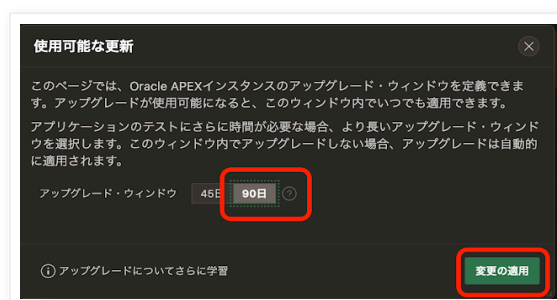 使用可能な更新
このページでは、Oracle APEXインスタンスのアップグレード・ウィンドウを定義できま
す。アップグレードが使用可能になると、このウィンドウ内でいつでも適用できます。
アプリケーションのテストにさらに時間が必要な場合、より長いアップグレード・ウィンド
ウを選択します。このウィンドウ内でアップグレードしない場合、アップグレードは自動的
に適用されます。
アップグレード・ウィンドウ 45日 90日 ?
i アップグレードについてさらに学習 変更の適用